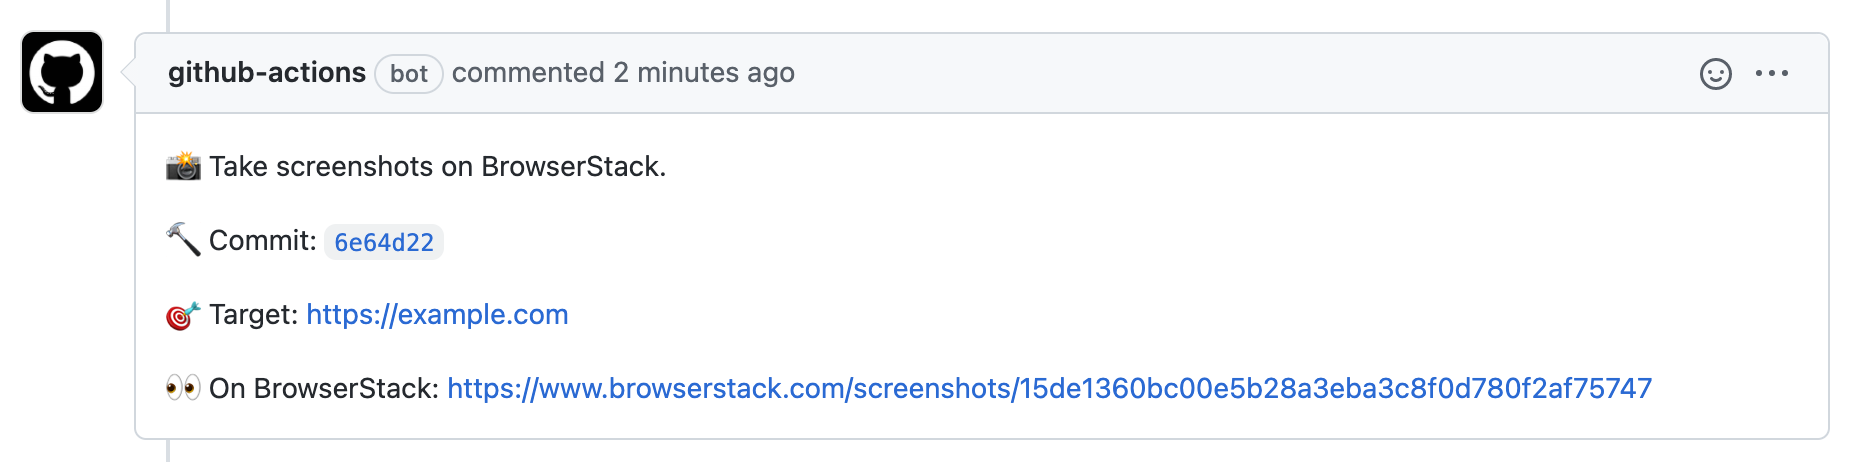 github-actions bot commented 2 minutes ago
📸 Take screenshots on BrowserStack.
🔨 Commit: 6e64d22
🎯 Target: https://example.com
👀 On BrowserStack: https://www.browserstack.com/screenshots/15de1360bc00e5b28a3eba3c8f0d780f2af75747